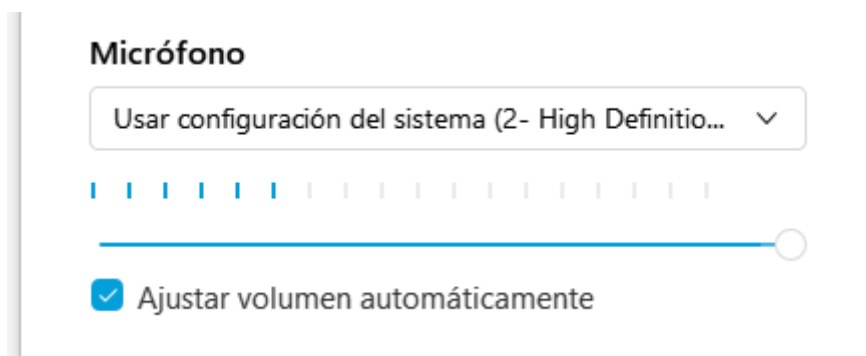 Micrófono
Usar configuración del sistema (2- High Definitio...
Ajustar volumen automáticamente